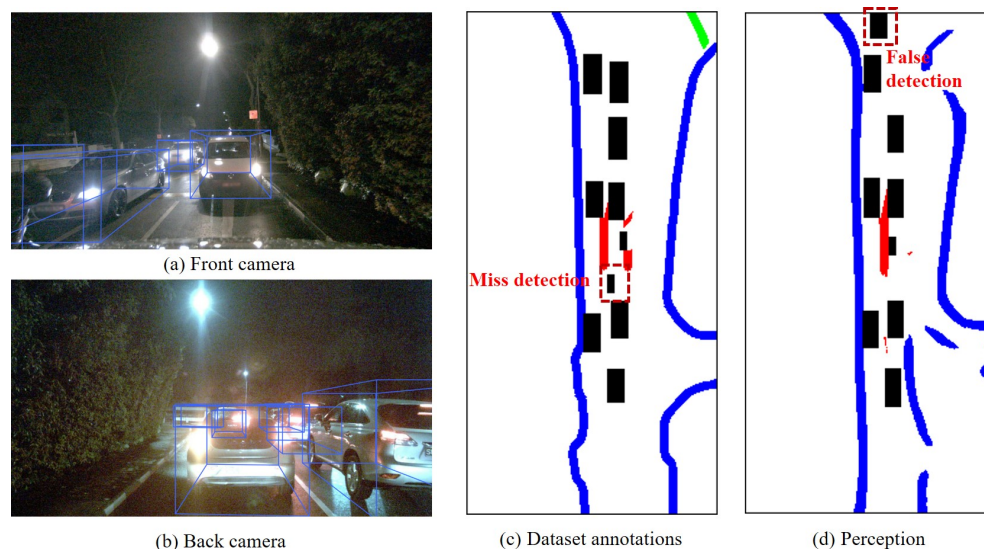 False
detection
Miss detection
(a) Front camera
(b) Back camera
(c) Dataset annotations
(d) Perception